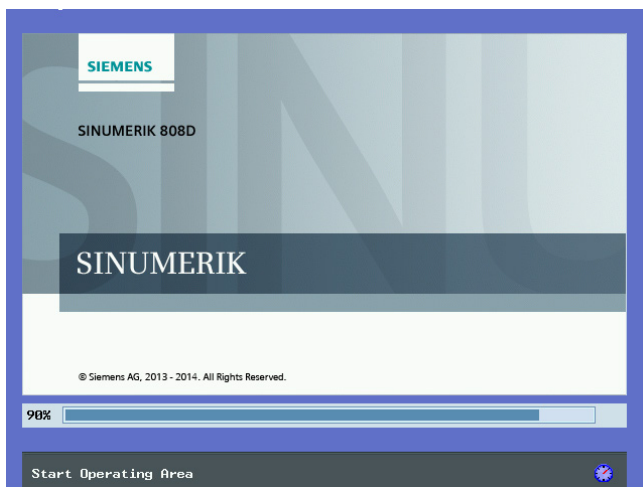 SIEMENS
SINUMERIK 808D
SINUMERIK
© Siemens AG, 2013 - 2014. All Rights Reserved.
90%
Start Operating Area